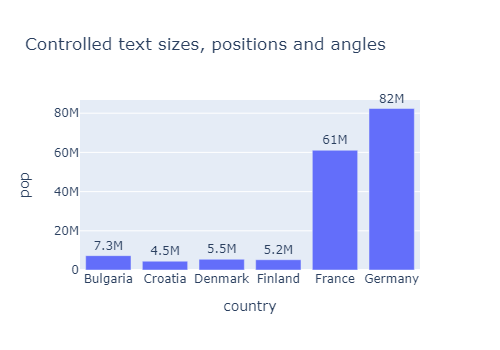 Controlled text sizes, positions and angles
82M
80M
61M
60M
pop
40M
20M
7.3M
4.5M
5.5M
5.2M
0
Bulgaria Croatia Denmark Finland France Germany
country